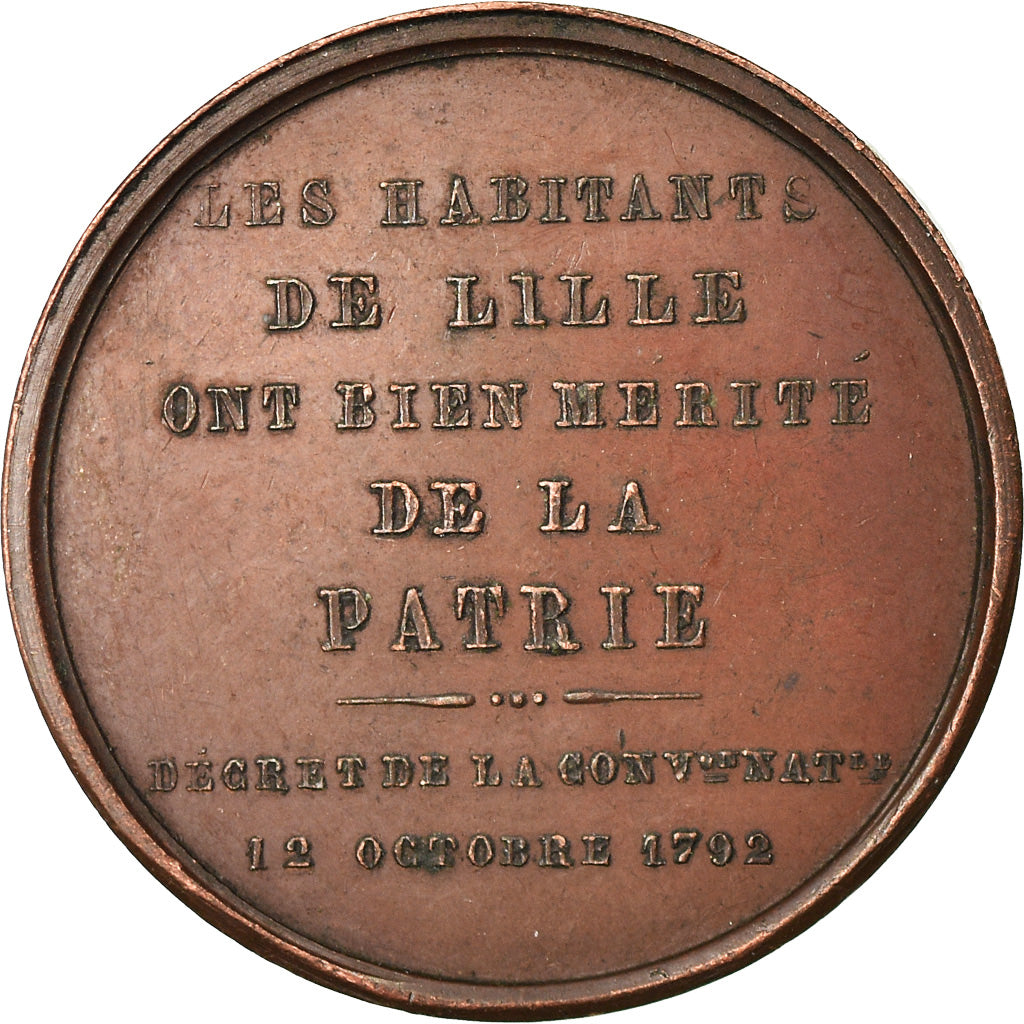 LES HABITANTS
DE LILLE
ONT BIEN MERITÉ
DE LA
PATRIE
DÉCRET DE LA CONVon NATle
12 OCTOBRE 1792